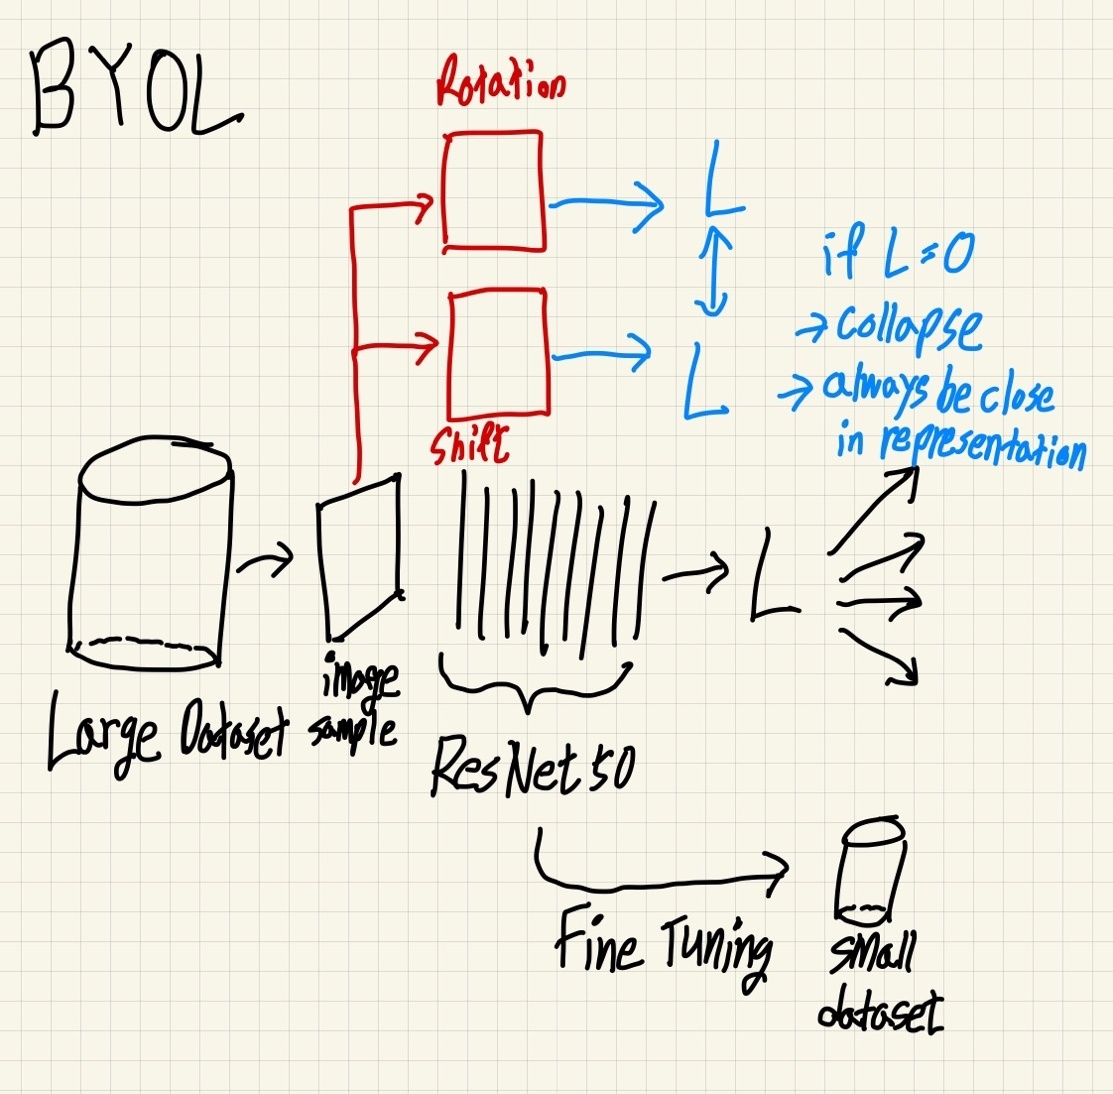 BYOL
Rotation
L
if L=0
→ collapse
L
→ always be close
in representation
Shift
L
image
sample
Large Dataset
ResNet50
Fine Tuning
small
dataset